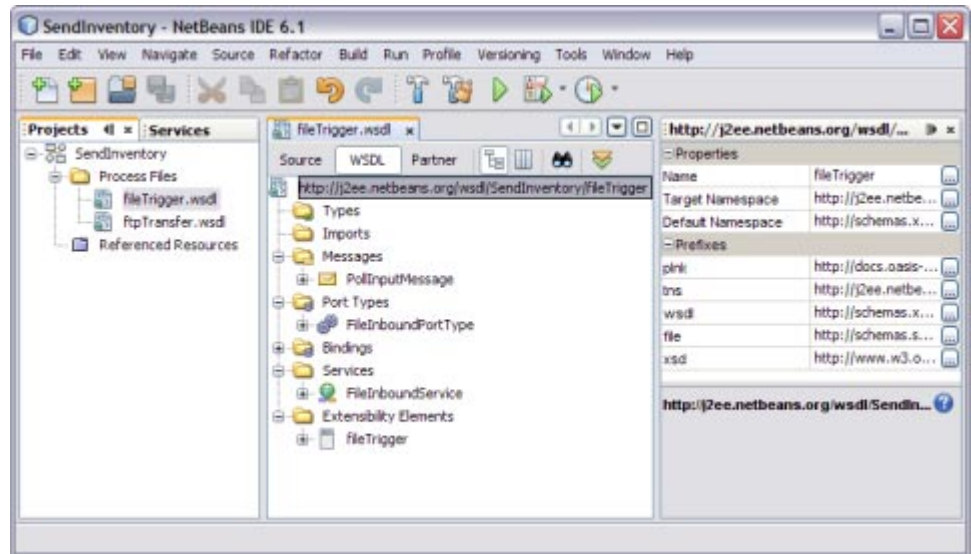 SendInventory - NetBeans IDE 6.1
File Edit View Navigate Source Refactor Build Run Profile Versioning Tools Window Help
Projects Services
SendInventory
Process Files
fileTrigger.wsdl
ftpTransfer.wsdl
Referenced Resources
fileTrigger.wsdl
Source WSDL Partner
http://j2ee.netbeans.org/wsdl/SendInventory/fileTrigger
Types
Imports
Messages
PollInputMessage
Port Types
FileInboundPortType
Bindings
Services
FileInboundService
Extensibility Elements
fileTrigger
http://j2ee.netbeans.org/wsdl/...
Properties
Name fileTrigger
Target Namespace http://j2ee.netbe...
Default Namespace http://schemas.x...
Prefixes
plnk http://docs.oasis-...
tns http://j2ee.netbe...
wsdl http://schemas.x...
file http://schemas.s...
xsd http://www.w3.o...
http://j2ee.netbeans.org/wsdl/SendIn...